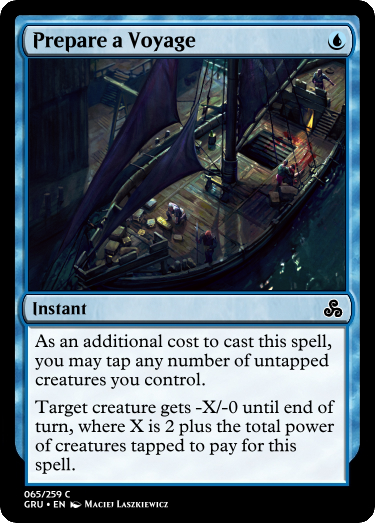 Prepare a Voyage
Instant
As an additional cost to cast this spell,
you may tap any number of untapped
creatures you control.
Target creature gets -X/-0 until end of
turn, where X is 2 plus the total power
of creatures tapped to pay for this
spell.
065/259 C
GRU • EN Maciej Laszkiewicz